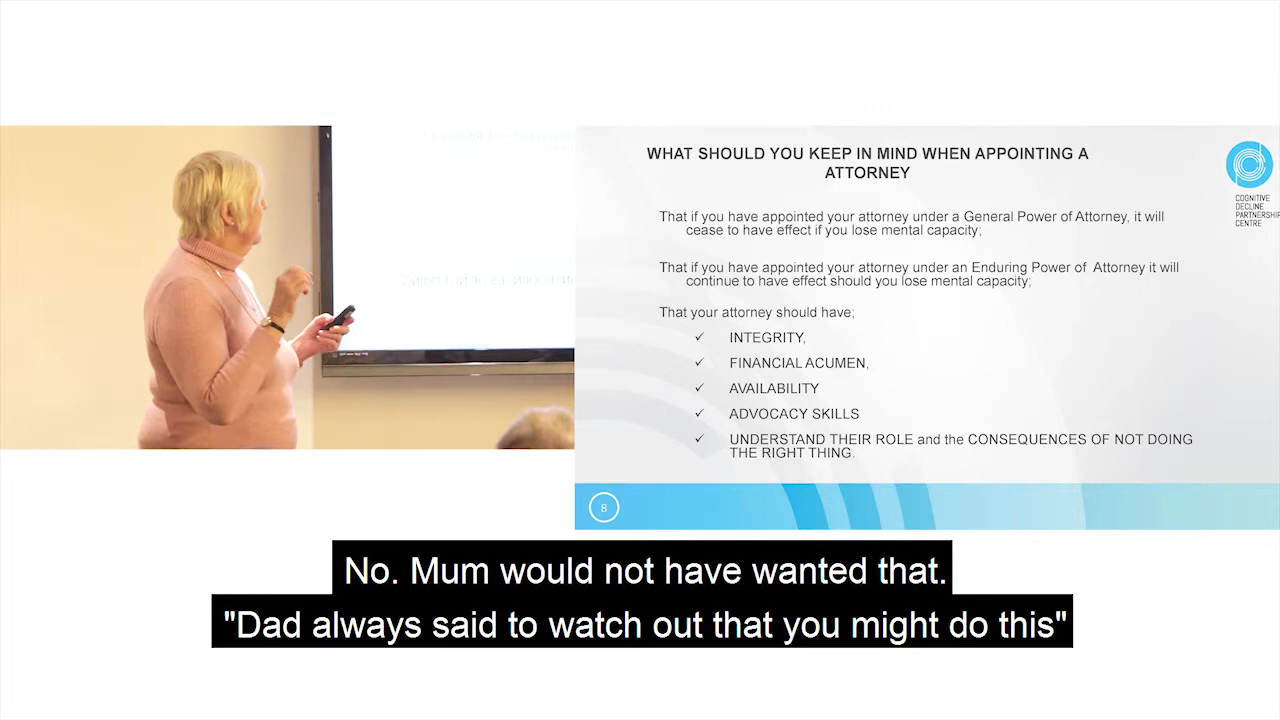 WHAT SHOULD YOU KEEP IN MIND WHEN APPOINTING A
ATTORNEY
COGNITIVE
DECLINE
PARTNERSHIP
CENTRE
That if you have appointed your attorney under a General Power of Attorney, it will
cease to have effect if you lose mental capacity;
That if you have appointed your attorney under an Enduring Power of Attorney it will
continue to have effect should you lose mental capacity;
That your attorney should have;
✓ INTEGRITY,
✓ FINANCIAL ACUMEN,
✓ AVAILABILITY
✓ ADVOCACY SKILLS
✓ UNDERSTAND THEIR ROLE and the CONSEQUENCES OF NOT DOING
THE RIGHT THING.
8
No. Mum would not have wanted that.
"Dad always said to watch out that you might do this"